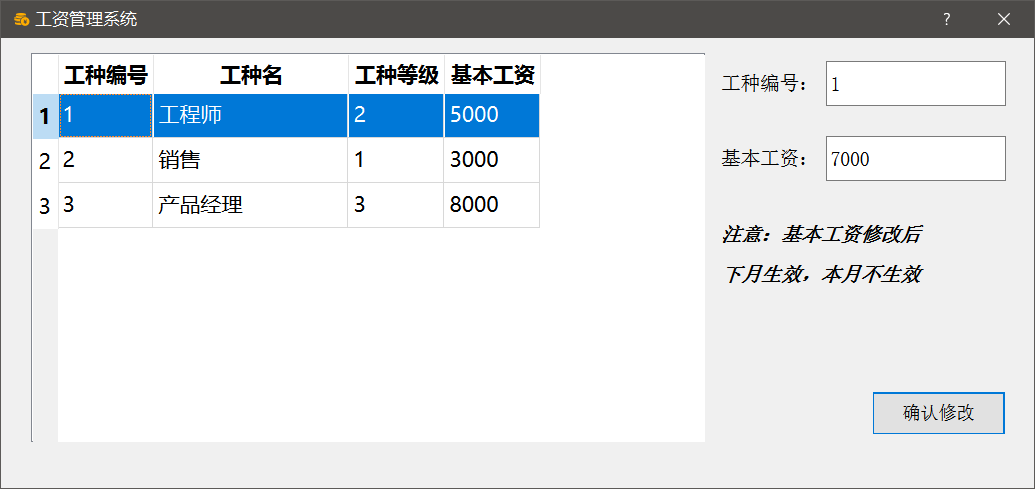 工资管理系统
?
工种编号 工种名 工种等级 基本工资
1 1 工程师 2 5000
2 2 销售 1 3000
3 3 产品经理 3 8000
工种编号： 1
基本工资： 7000
注意：基本工资修改后
下月生效，本月不生效
确认修改